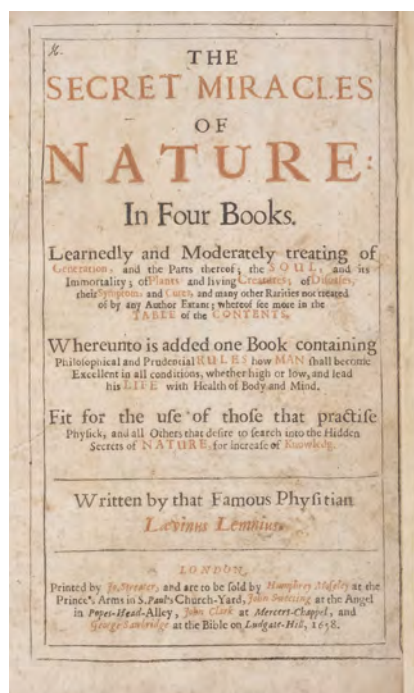 THE
SECRET MIRACLES
OF
NATURE:
In Four Books.
Learnedly and Moderately treating of
Generation, and the Parts thereof; the SOUL, and its
Immortality; of Plants and living Creatures; of Diseases,
their Symptoms and Cures, and many other Rarities not treated
of by any Author Extant; whereof see more in the
TABLE of the CONTENTS.
Whereunto is added one Book containing
Philosophical and Prudential RULES how MAN shall become
Excellent in all conditions, whether high or low, and lead
his LIFE with Health of Body and Mind.
Fit for the use of those that practise
Physick, and all Others that desire to search into the Hidden
Secrets of NATURE, for increase of Knowledg.
Written by that Famous Physitian
Lævinus Lemnius.
LONDON,
Printed by Jo. Streater, and are to be sold by Humphrey Moseley at the
Prince's Arms in S. Paul's Church-Yard, John Sweeting at the Angel
in Popes-Head-Alley, John Clark at Mercers-Chappel, and
George Sawbridge at the Bible on Ludgate-Hill, 1658.